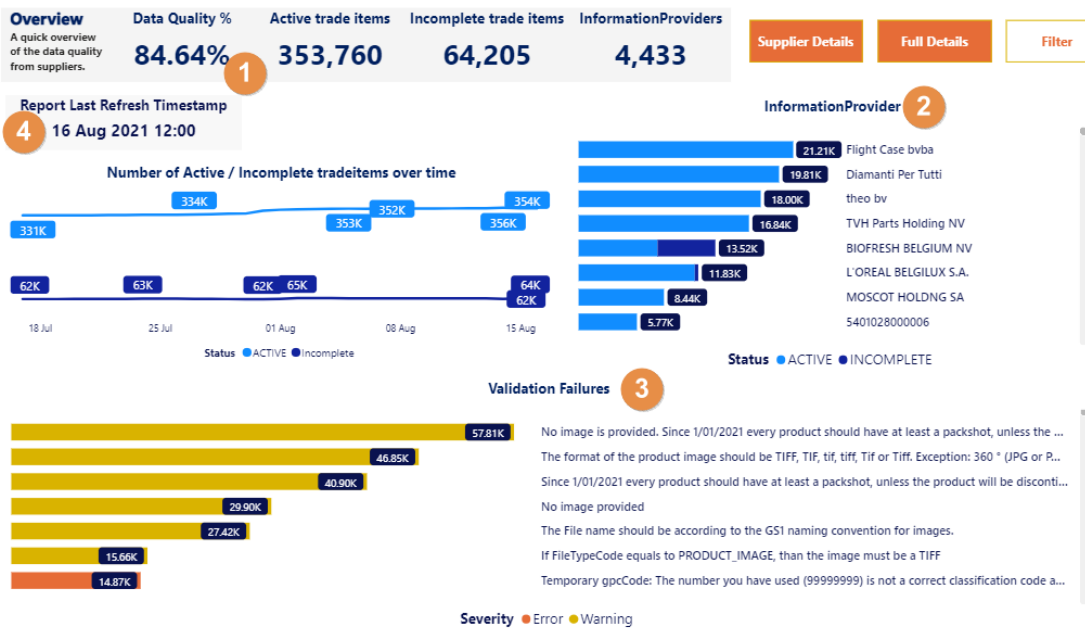 Overview
A quick overview
of the data quality
from suppliers.
Data Quality %
84.64%
Active trade items
353,760
Incomplete trade items
64,205
InformationProviders
4,433
Supplier Details
Full Details
Filter
1
Report Last Refresh Timestamp
16 Aug 2021 12:00
4
InformationProvider
2
Number of Active / Incomplete tradeitems over time
331K
334K
353K
352K
356K
354K
62K
63K
62K
65K
64K
62K
18 Jul
25 Jul
01 Aug
08 Aug
15 Aug
Status ACTIVE Incomplete
21.21K Flight Case bvba
19.81K Diamanti Per Tutti
18.00K theo bv
16.84K TVH Parts Holding NV
13.52K BIOFRESH BELGIUM NV
11.83K L'OREAL BELGILUX S.A.
8.44K MOSCOT HOLDNG SA
5.77K 5401028000006
Status ACTIVE INCOMPLETE
Validation Failures
3
57.81K No image is provided. Since 1/01/2021 every product should have at least a packshot, unless the ...
46.85K The format of the product image should be TIFF, TIF, tif, tiff, Tif or Tiff. Exception: 360 ° (JPG or P...
40.90K Since 1/01/2021 every product should have at least a packshot, unless the product will be disconti...
29.90K No image provided
27.42K The File name should be according to the GS1 naming convention for images.
15.66K If FileTypeCode equals to PRODUCT_IMAGE, than the image must be a TIFF
14.87K Temporary gpcCode: The number you have used (99999999) is not a correct classification code a...
Severity Error Warning